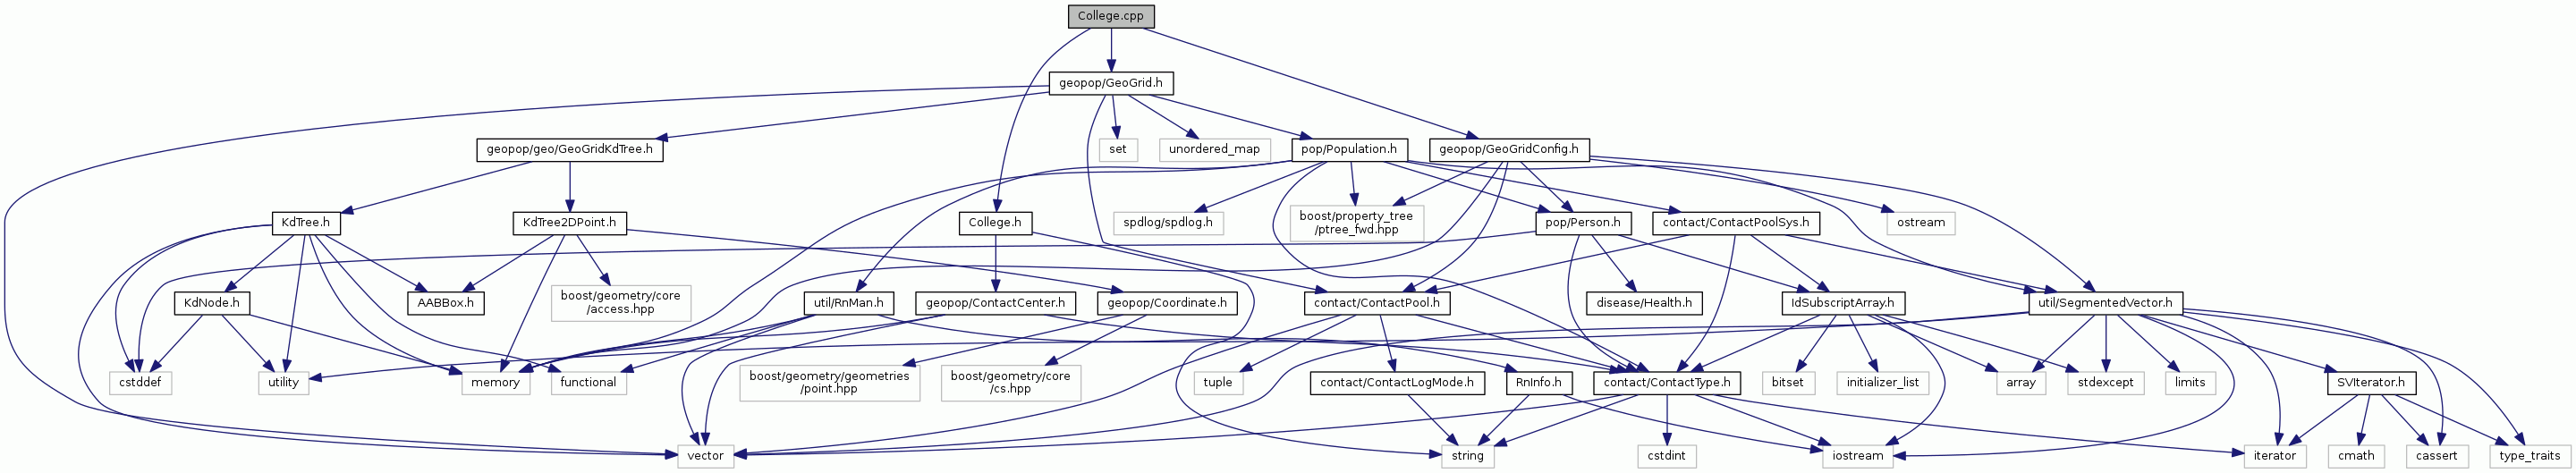 College.cpp
geopop/GeoGrid.h
geopop/geo/GeoGridKdTree.h
set
unordered_map
pop/Population.h
geopop/GeoGridConfig.h
KdTree.h
KdTree2DPoint.h
College.h
spdlog/spdlog.h
boost/property_tree
/ptree_fwd.hpp
pop/Person.h
contact/ContactPoolSys.h
ostream
KdNode.h
AABBox.h
boost/geometry/core
/access.hpp
util/RnMan.h
geopop/ContactCenter.h
geopop/Coordinate.h
contact/ContactPool.h
disease/Health.h
IdSubscriptArray.h
util/SegmentedVector.h
cstddef
utility
memory
functional
boost/geometry/geometries
/point.hpp
boost/geometry/core
/cs.hpp
tuple
contact/ContactLogMode.h
RnInfo.h
contact/ContactType.h
bitset
initializer_list
array
stdexcept
limits
SVIterator.h
vector
string
cstdint
iostream
iterator
cmath
cassert
type_traits